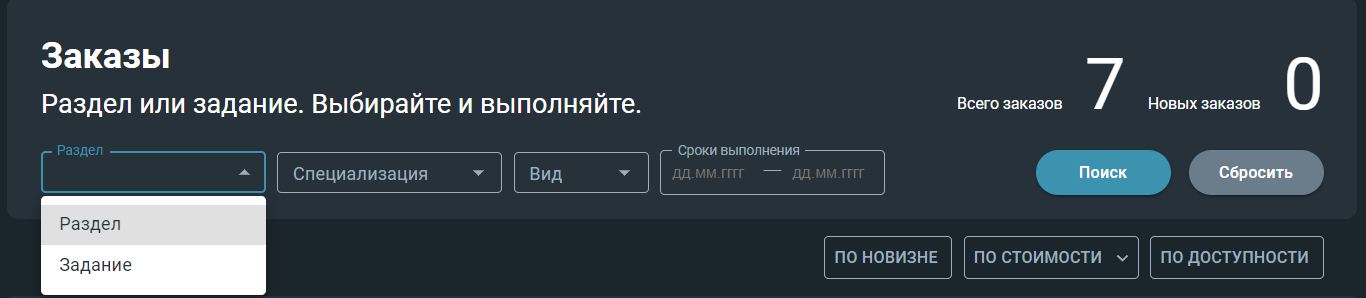 Заказы
Раздел или задание. Выбирайте и выполняйте.
Всего заказов 7 Новых заказов 0
Раздел
Специализация
Вид
Сроки выполнения
дд.мм.гггг — дд.мм.гггг
Поиск
Сбросить
Раздел
Задание
ПО НОВИЗНЕ
ПО СТОИМОСТИ
ПО ДОСТУПНОСТИ